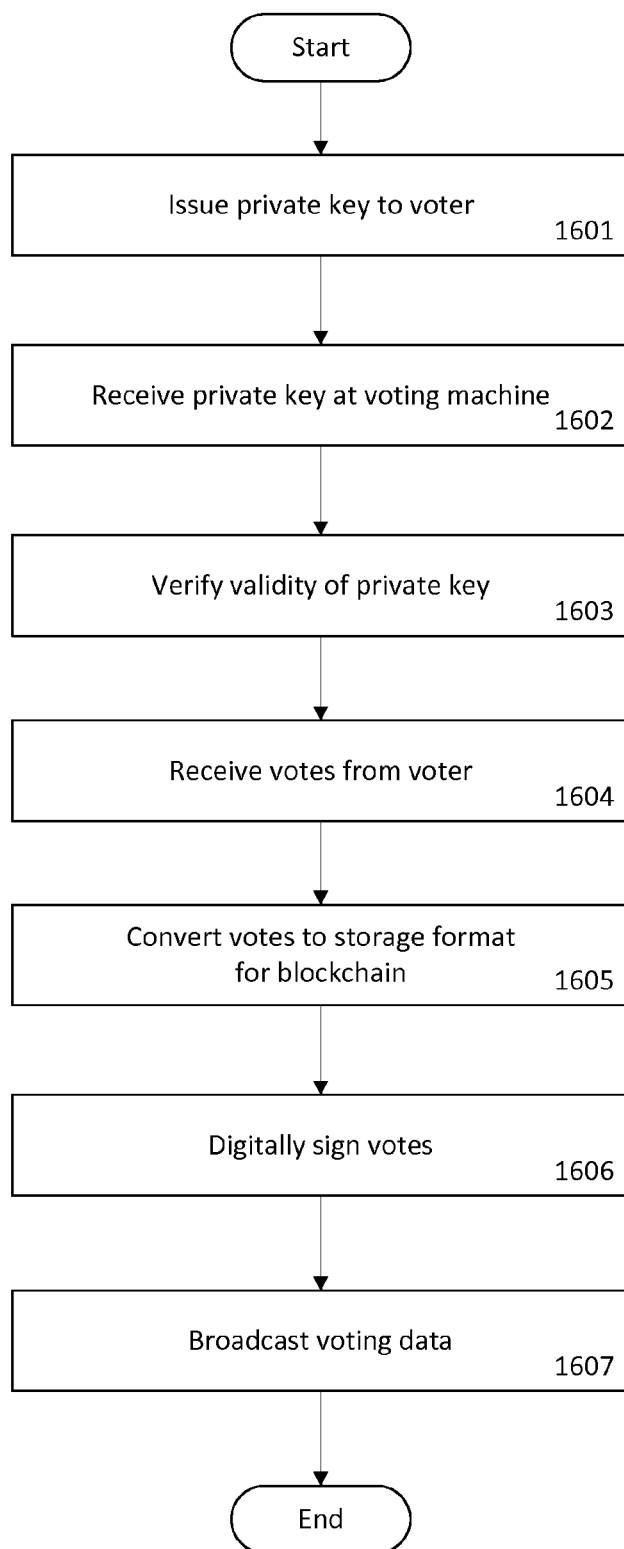 Start
Issue private key to voter
1601
Receive private key at voting machine
1602
Verify validity of private key
1603
Receive votes from voter
1604
Convert votes to storage format
for blockchain
1605
Digitally sign votes
1606
Broadcast voting data
1607
End